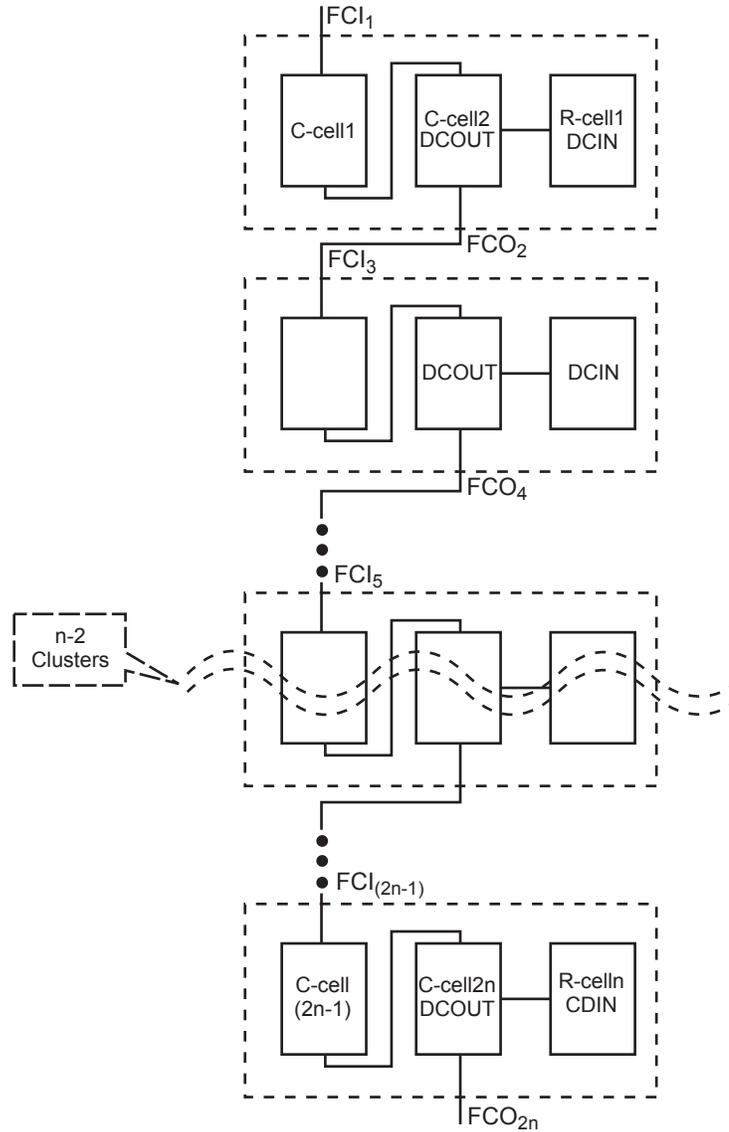 FCI₁
C-cell1
C-cell2
DCOUT
R-cell1
DCIN
FCO₂
FCI₃
DCOUT
DCIN
FCO₄
FCI₅
n-2
Clusters
FCI₍₂ₙ₋₁₎
C-cell
(2n-1)
C-cell2n
DCOUT
R-celln
CDIN
FCO₂ₙ